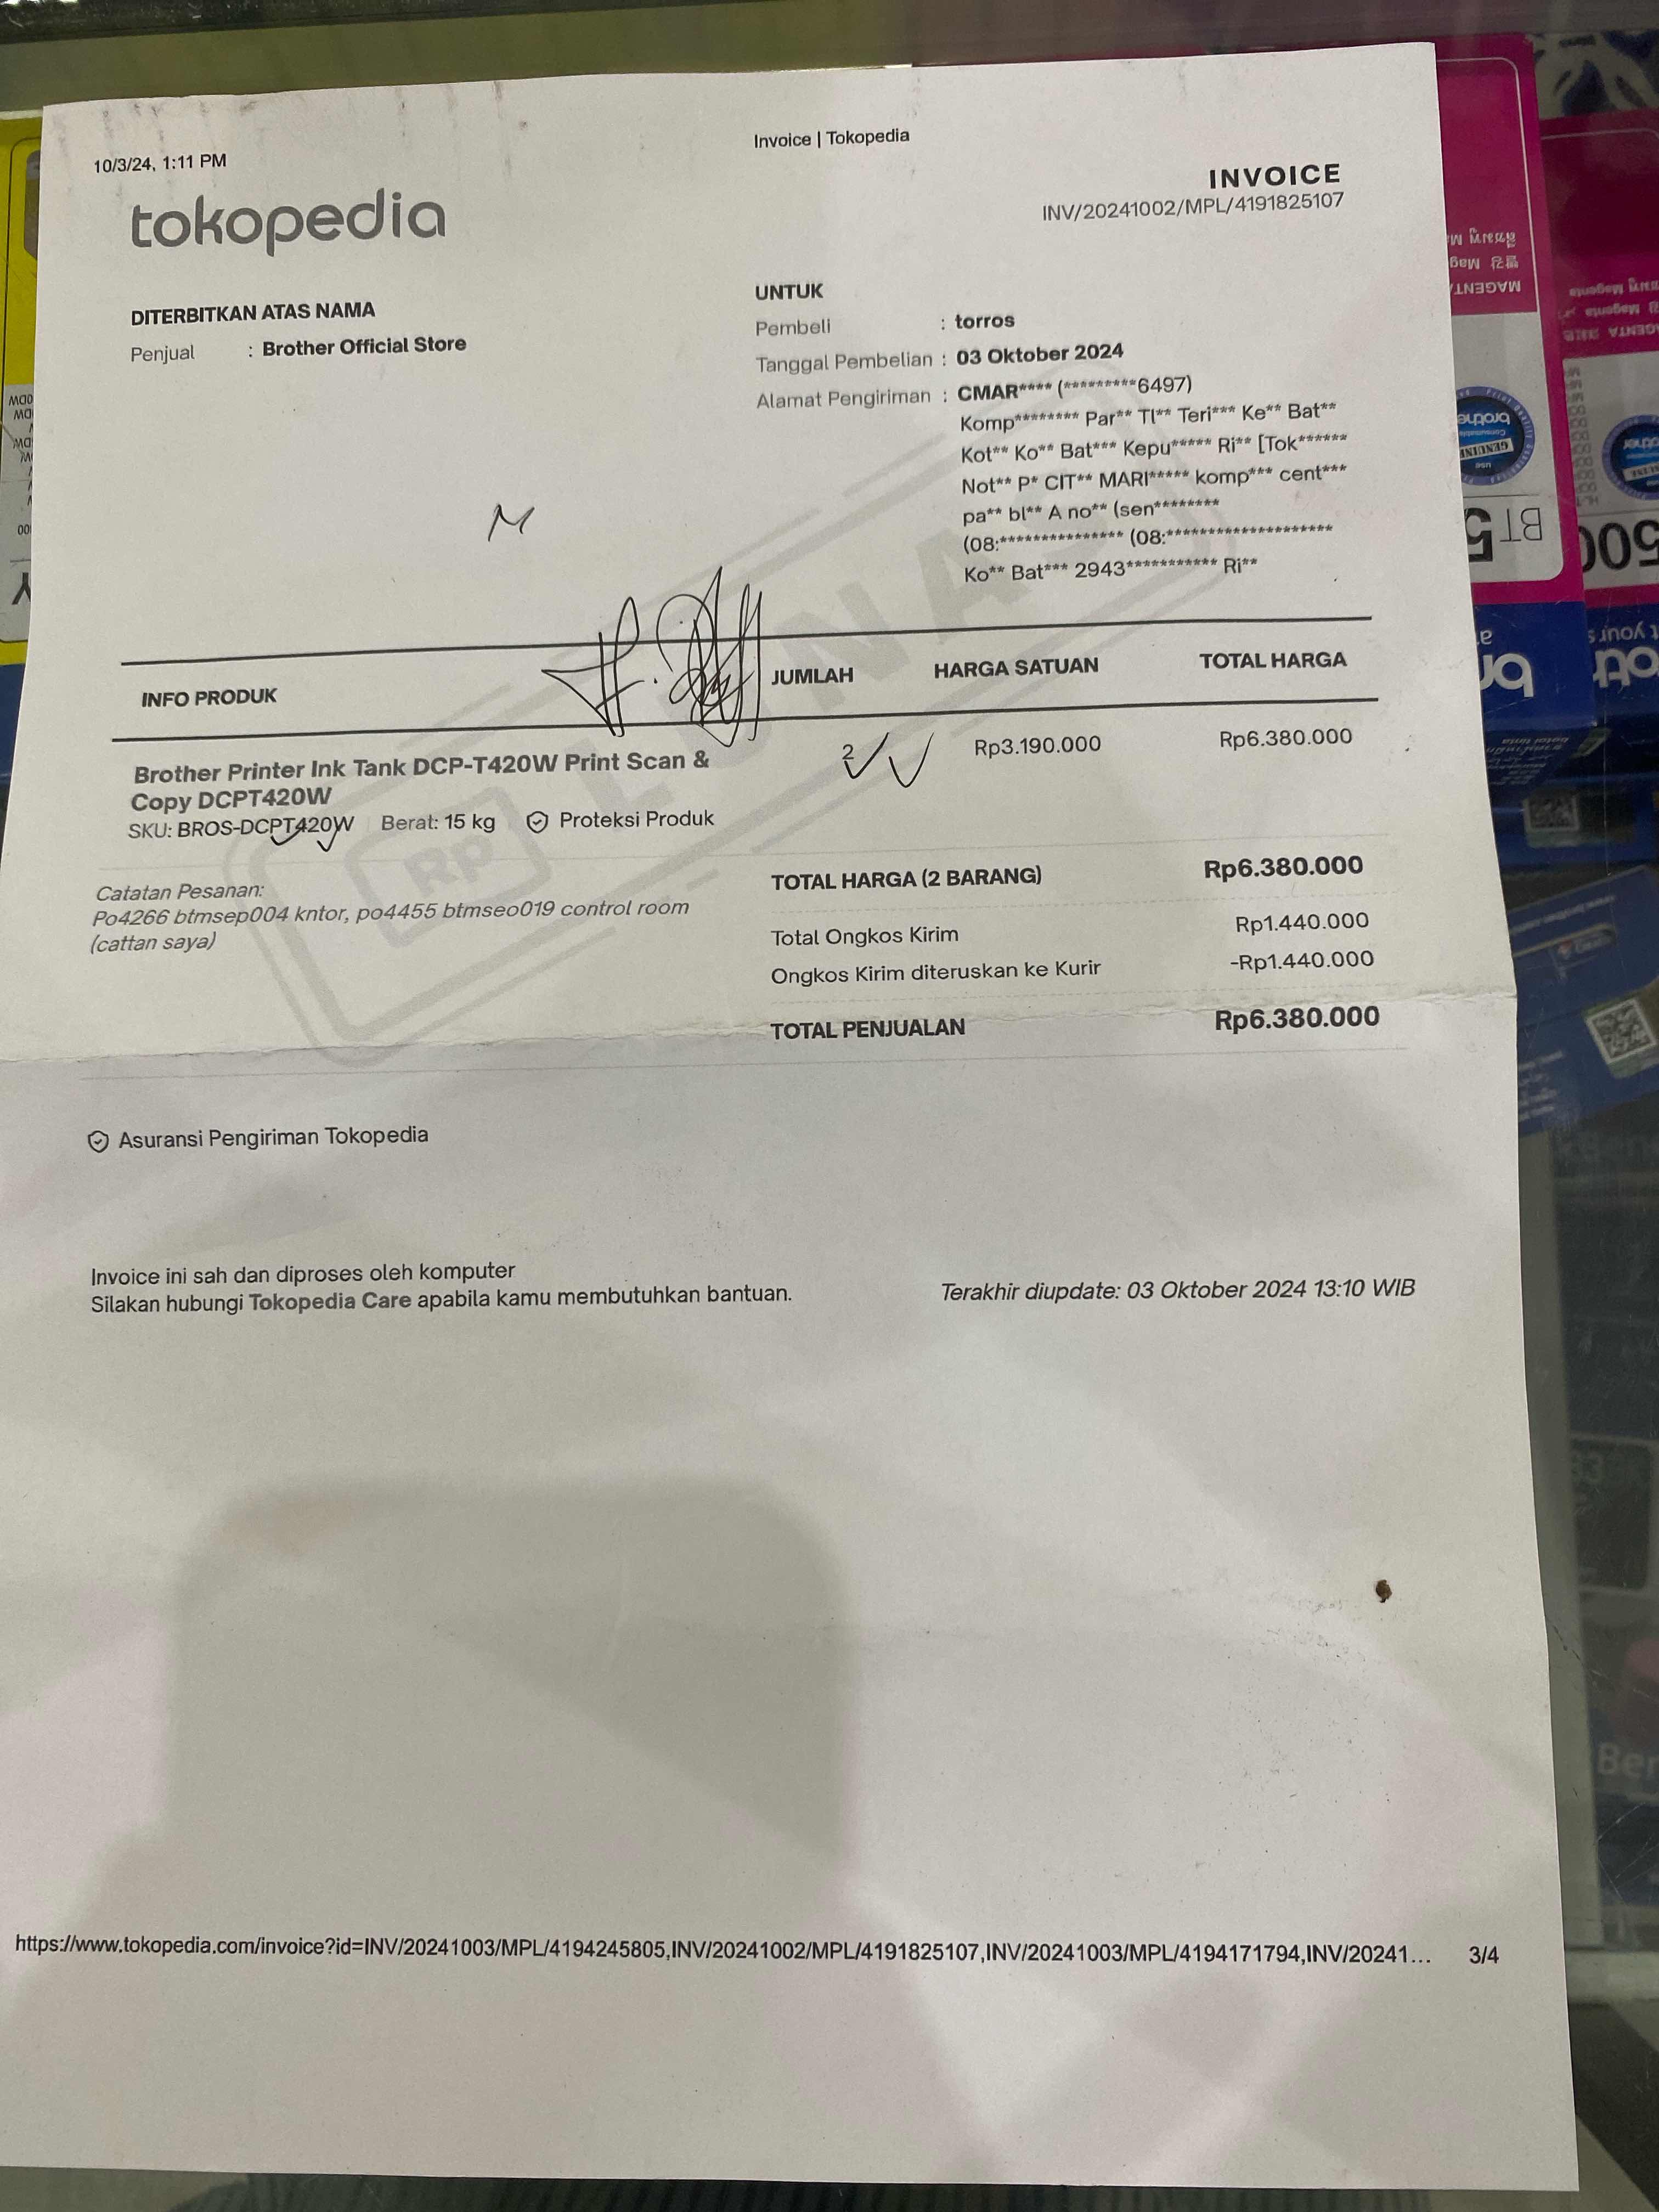 10/3/24, 1:11 PM
Invoice | Tokopedia
tokopedia
INVOICE
INV/20241002/MPL/4191825107
DITERBITKAN ATAS NAMA
Penjual : Brother Official Store
UNTUK
Pembeli : torros
Tanggal Pembelian : 03 Oktober 2024
Alamat Pengiriman : CMAR**** (*********6497)
Komp******** Par** Tl** Teri*** Ke** Bat**
Kot** Ko** Bat*** Kepu***** Ri** [Tok******
Not** P* CIT** MARI***** komp*** cent***
pa** bl** A no** (sen********
(08:*************** (08:*********************
Ko** Bat*** 2943*********** Ri**
LUNAS
INFO PRODUK JUMLAH HARGA SATUAN TOTAL HARGA
Brother Printer Ink Tank DCP-T420W Print Scan & 2 Rp3.190.000 Rp6.380.000
Copy DCPT420W
SKU: BROS-DCPT420W Berat: 15 kg Proteksi Produk
RP
Catatan Pesanan:
Po4266 btmsep004 kntor, po4455 btmseo019 control room
(cattan saya)
TOTAL HARGA (2 BARANG) Rp6.380.000
Total Ongkos Kirim Rp1.440.000
Ongkos Kirim diteruskan ke Kurir -Rp1.440.000
TOTAL PENJUALAN Rp6.380.000
Asuransi Pengiriman Tokopedia
Invoice ini sah dan diproses oleh komputer
Silakan hubungi Tokopedia Care apabila kamu membutuhkan bantuan.
Terakhir diupdate: 03 Oktober 2024 13:10 WIB
https://www.tokopedia.com/invoice?id=INV/20241003/MPL/4194245805,INV/20241002/MPL/4191825107,INV/20241003/MPL/4194171794,INV/20241... 3/4